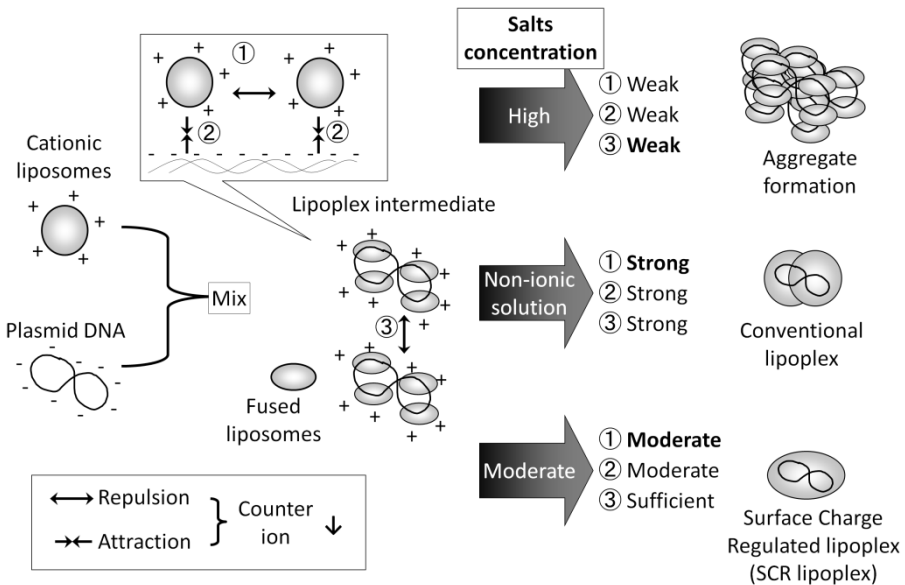 Salts
concentration
①
②
②
Cationic
liposomes
Plasmid DNA
Mix
Lipoplex intermediate
③
Fused
liposomes
High
① Weak
② Weak
③ Weak
Aggregate
formation
Non-ionic
solution
① Strong
② Strong
③ Strong
Conventional
lipoplex
Moderate
① Moderate
② Moderate
③ Sufficient
Surface Charge
Regulated lipoplex
(SCR lipoplex)
Repulsion
Attraction
Counter
ion ↓